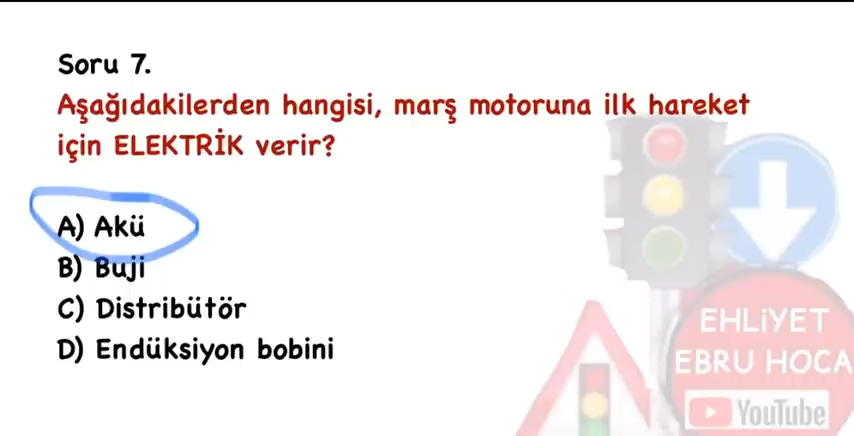 Soru 7.
Aşağıdakilerden hangisi, marş motoruna ilk hareket
için ELEKTRİK verir?
A) Akü
B) Buji
C) Distribütör
D) Endüksiyon bobini
EHLİYET
EBRU HOCA
YouTube